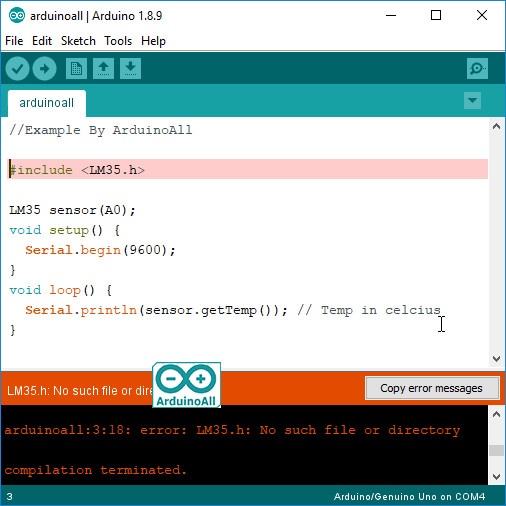 arduinoall | Arduino 1.8.9
File Edit Sketch Tools Help
arduinoall
//Example By ArduinoAll
#include <LM35.h>
LM35 sensor(A0);
void setup() {
Serial.begin(9600);
}
void loop() {
Serial.println(sensor.getTemp()); // Temp in celcius
}
LM35.h: No such file or dire
ArduinoAll
Copy error messages
arduinoall:3:18: error: LM35.h: No such file or directory
compilation terminated.
3 Arduino/Genuino Uno on COM4